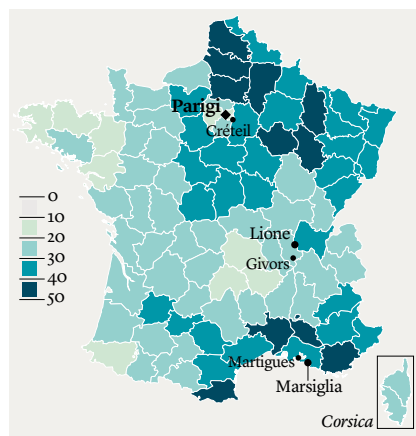 Parigi
Créteil
0
10
20
30
40
50
Lione
Givors
Martigues
Marsiglia
Corsica